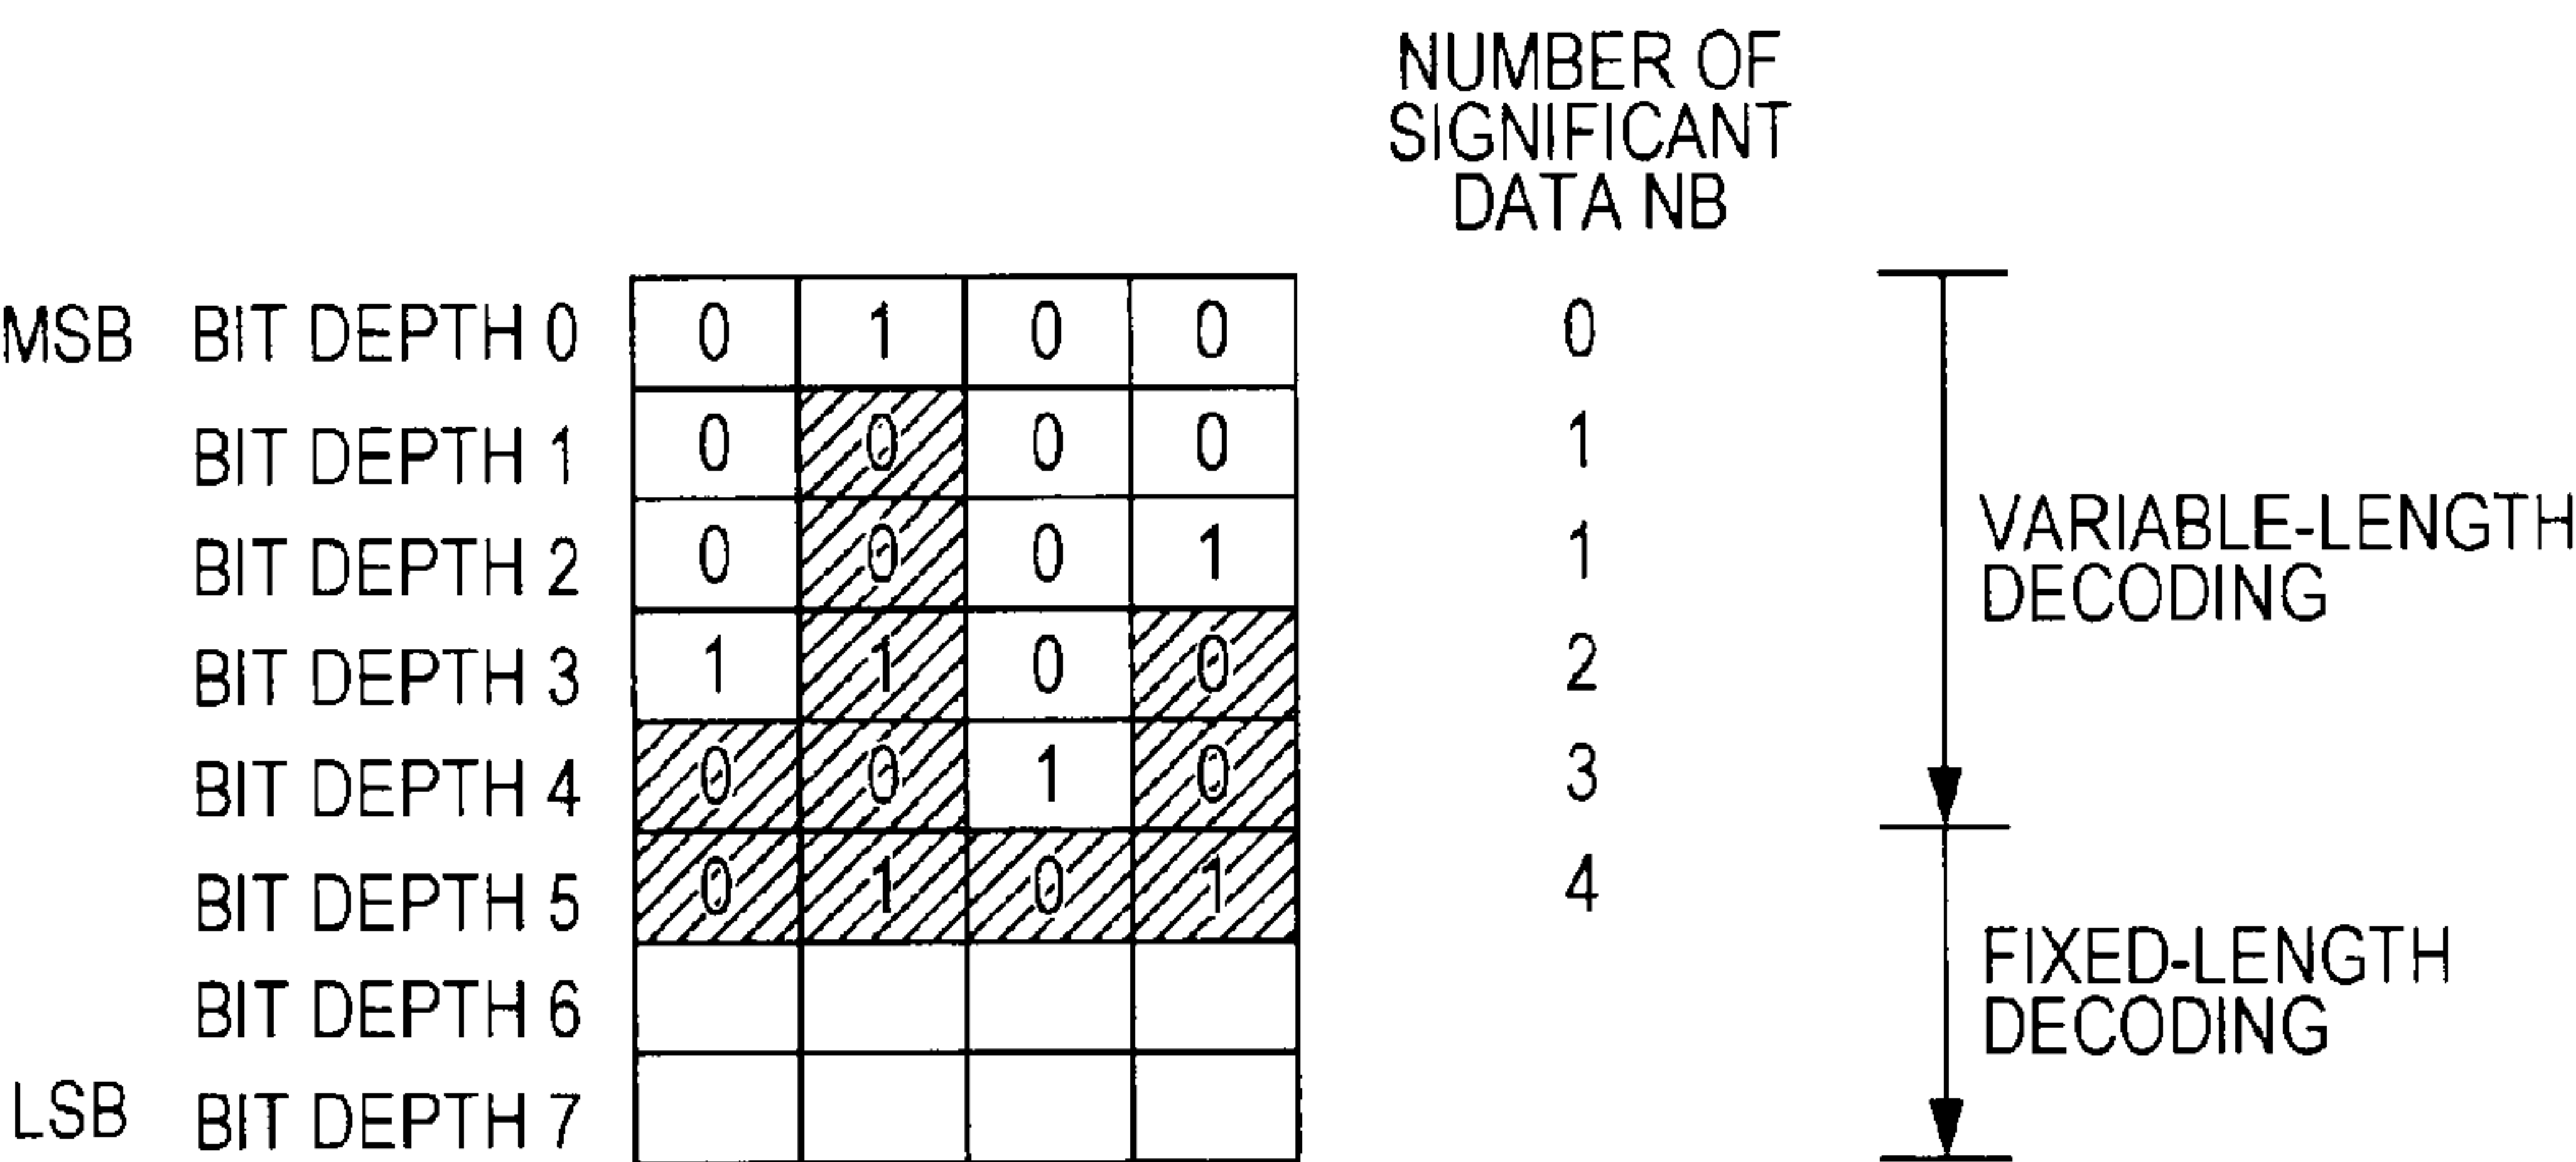 NUMBER OF
SIGNIFICANT
DATA NB
MSB BIT DEPTH 0 0 1 0 0 0
BIT DEPTH 1 0 0 0 0 1
BIT DEPTH 2 0 0 0 1 1
VARIABLE-LENGTH
DECODING
BIT DEPTH 3 1 1 0 0 2
BIT DEPTH 4 0 0 1 0 3
BIT DEPTH 5 0 1 0 1 4
FIXED-LENGTH
DECODING
BIT DEPTH 6
LSB BIT DEPTH 7